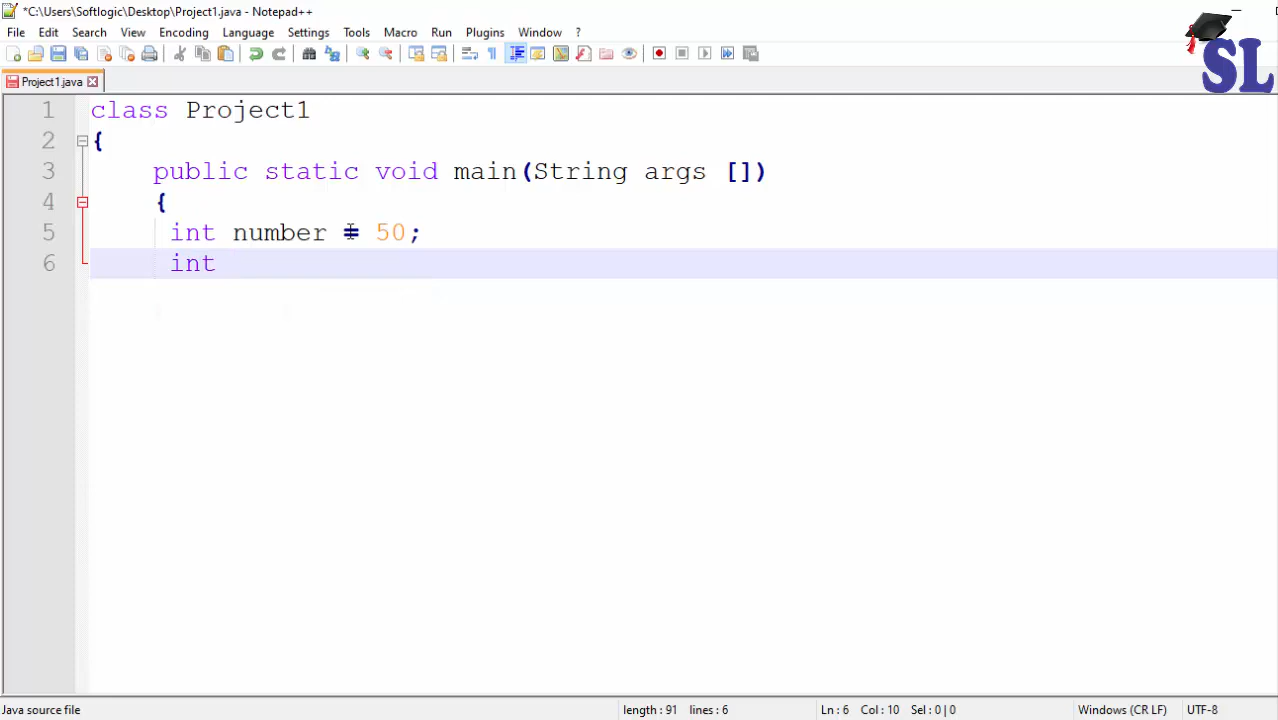 *C:\Users\Softlogic\Desktop\Project1.java - Notepad++
File Edit Search View Encoding Language Settings Tools Macro Run Plugins Window ?
SL
Project1.java
1 class Project1
2 {
3 public static void main(String args [])
4 {
5 int number = 50;
6 int
Java source file length : 91 lines : 6 Ln : 6 Col : 10 Sel : 0 | 0 Windows (CR LF) UTF-8